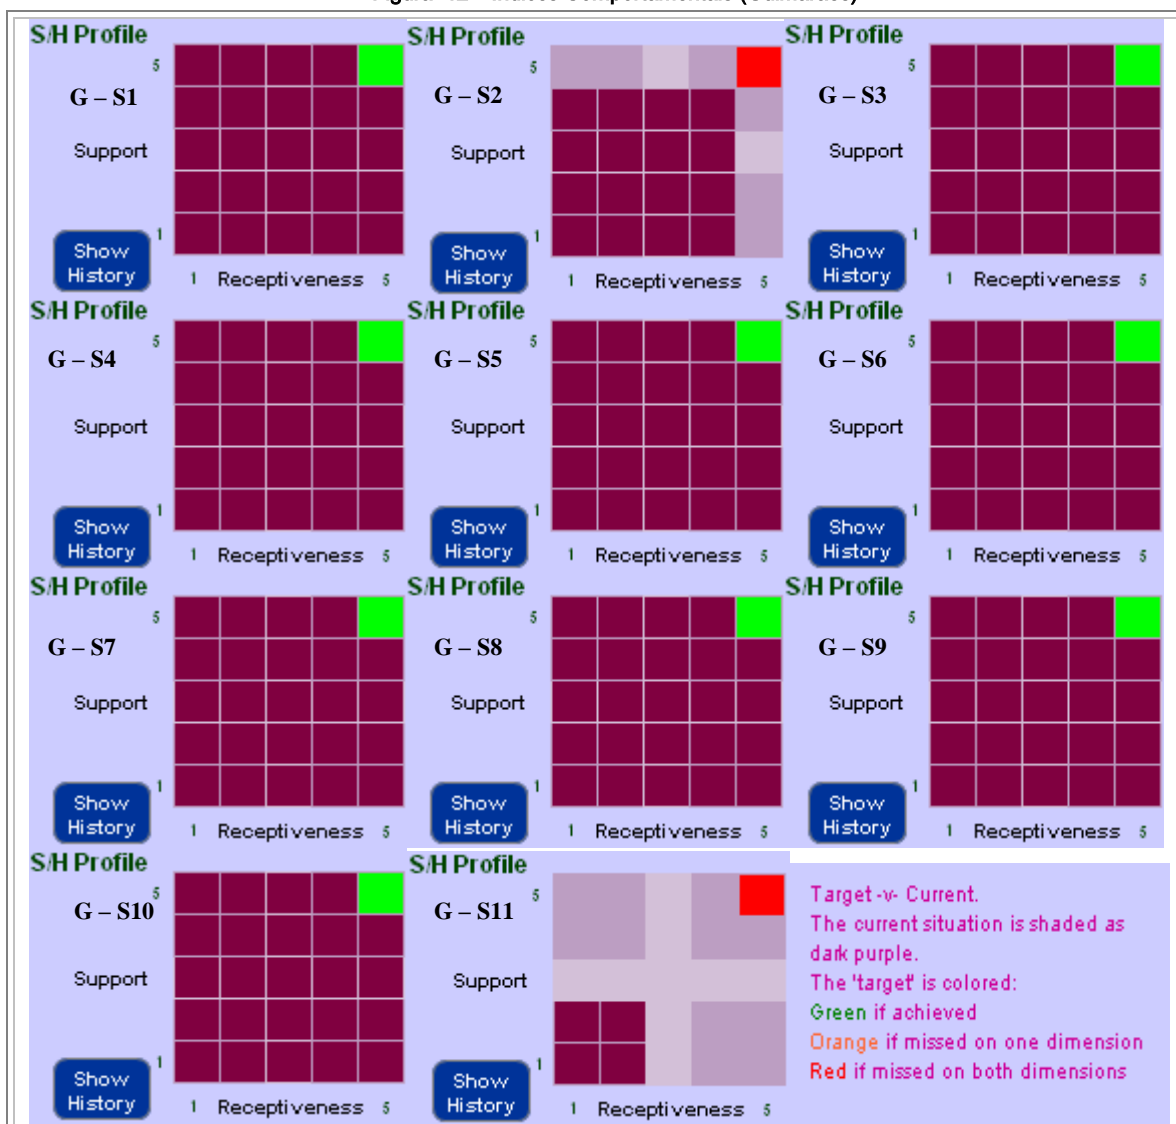 S/H Profile
5
G – S1
Support
1
Show
History
1 Receptiveness 5
S/H Profile
5
G – S2
Support
1
Show
History
1 Receptiveness 5
S/H Profile
5
G – S3
Support
1
Show
History
1 Receptiveness 5
S/H Profile
5
G – S4
Support
1
Show
History
1 Receptiveness 5
S/H Profile
5
G – S5
Support
1
Show
History
1 Receptiveness 5
S/H Profile
5
G – S6
Support
1
Show
History
1 Receptiveness 5
S/H Profile
5
G – S7
Support
1
Show
History
1 Receptiveness 5
S/H Profile
5
G – S8
Support
1
Show
History
1 Receptiveness 5
S/H Profile
5
G – S9
Support
1
Show
History
1 Receptiveness 5
S/H Profile
5
G – S10
Support
1
Show
History
1 Receptiveness 5
S/H Profile
5
G – S11
Support
1
Show
History
1 Receptiveness 5
Target -v- Current.
The current situation is shaded as
dark purple.
The 'target' is colored:
Green if achieved
Orange if missed on one dimension
Red if missed on both dimensions